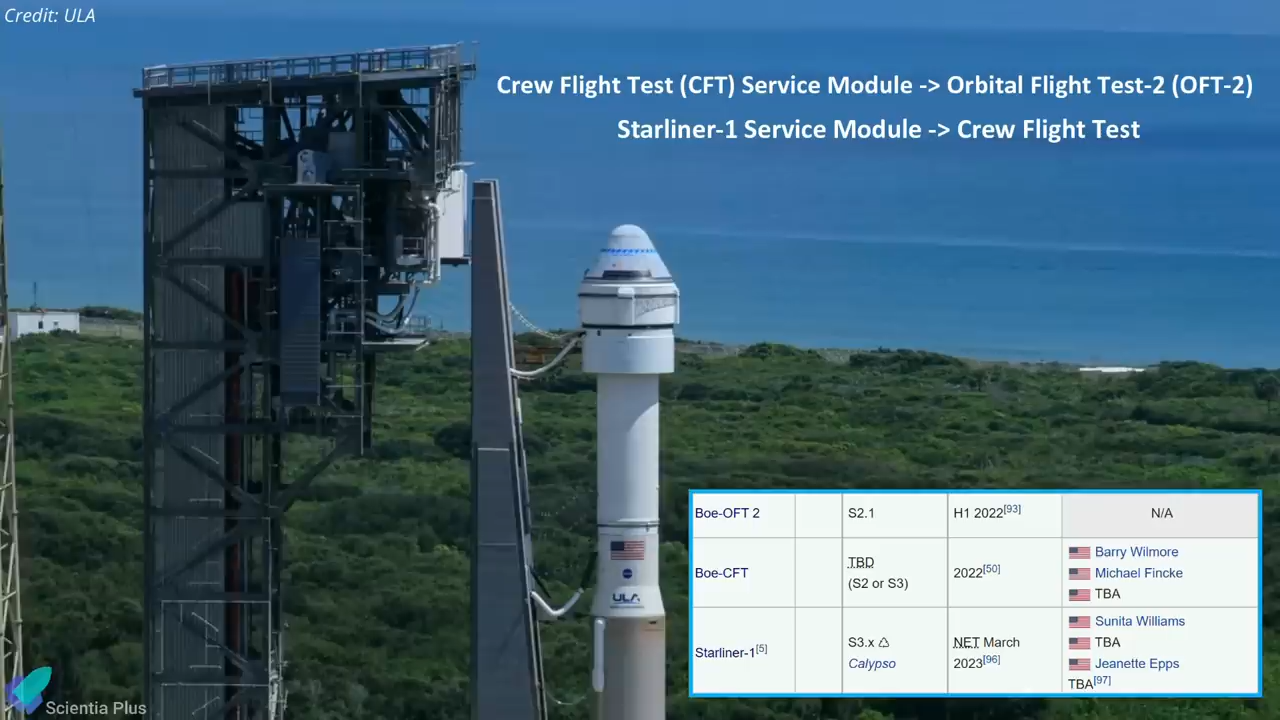 Credit: ULA
Crew Flight Test (CFT) Service Module -> Orbital Flight Test-2 (OFT-2)
Starliner-1 Service Module -> Crew Flight Test
ULA
Boe-OFT 2 S2.1 H1 2022[93] N/A
Boe-CFT TBD (S2 or S3) 2022[50] Barry Wilmore
Michael Fincke
TBA
Starliner-1[5] S3.x ♺ Calypso NET March 2023[96] Sunita Williams
TBA
Jeanette Epps
TBA[97]
Scientia Plus